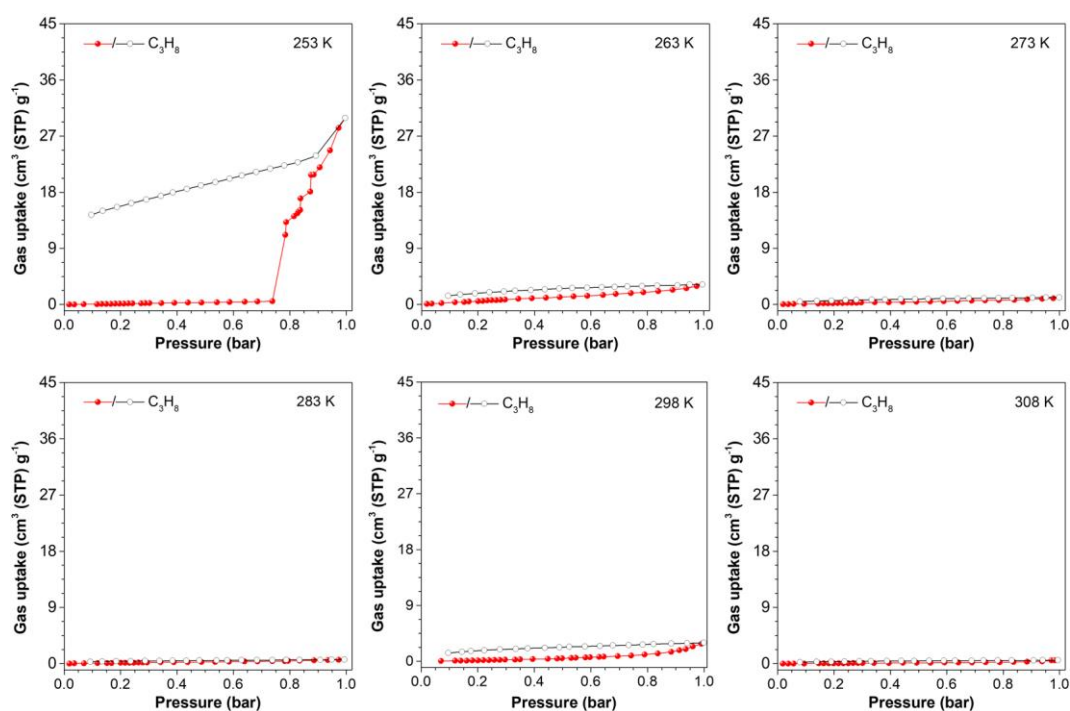 C₃H₈ 253 K
Gas uptake (cm³ (STP) g⁻¹)
45
36
27
18
9
0
0.0 0.2 0.4 0.6 0.8 1.0
Pressure (bar)
C₃H₈ 263 K
Gas uptake (cm³ (STP) g⁻¹)
45
36
27
18
9
0
0.0 0.2 0.4 0.6 0.8 1.0
Pressure (bar)
C₃H₈ 273 K
Gas uptake (cm³ (STP) g⁻¹)
45
36
27
18
9
0
0.0 0.2 0.4 0.6 0.8 1.0
Pressure (bar)
C₃H₈ 283 K
Gas uptake (cm³ (STP) g⁻¹)
45
36
27
18
9
0
0.0 0.2 0.4 0.6 0.8 1.0
Pressure (bar)
C₃H₈ 298 K
Gas uptake (cm³ (STP) g⁻¹)
45
36
27
18
9
0
0.0 0.2 0.4 0.6 0.8 1.0
Pressure (bar)
C₃H₈ 308 K
Gas uptake (cm³ (STP) g⁻¹)
45
36
27
18
9
0
0.0 0.2 0.4 0.6 0.8 1.0
Pressure (bar)